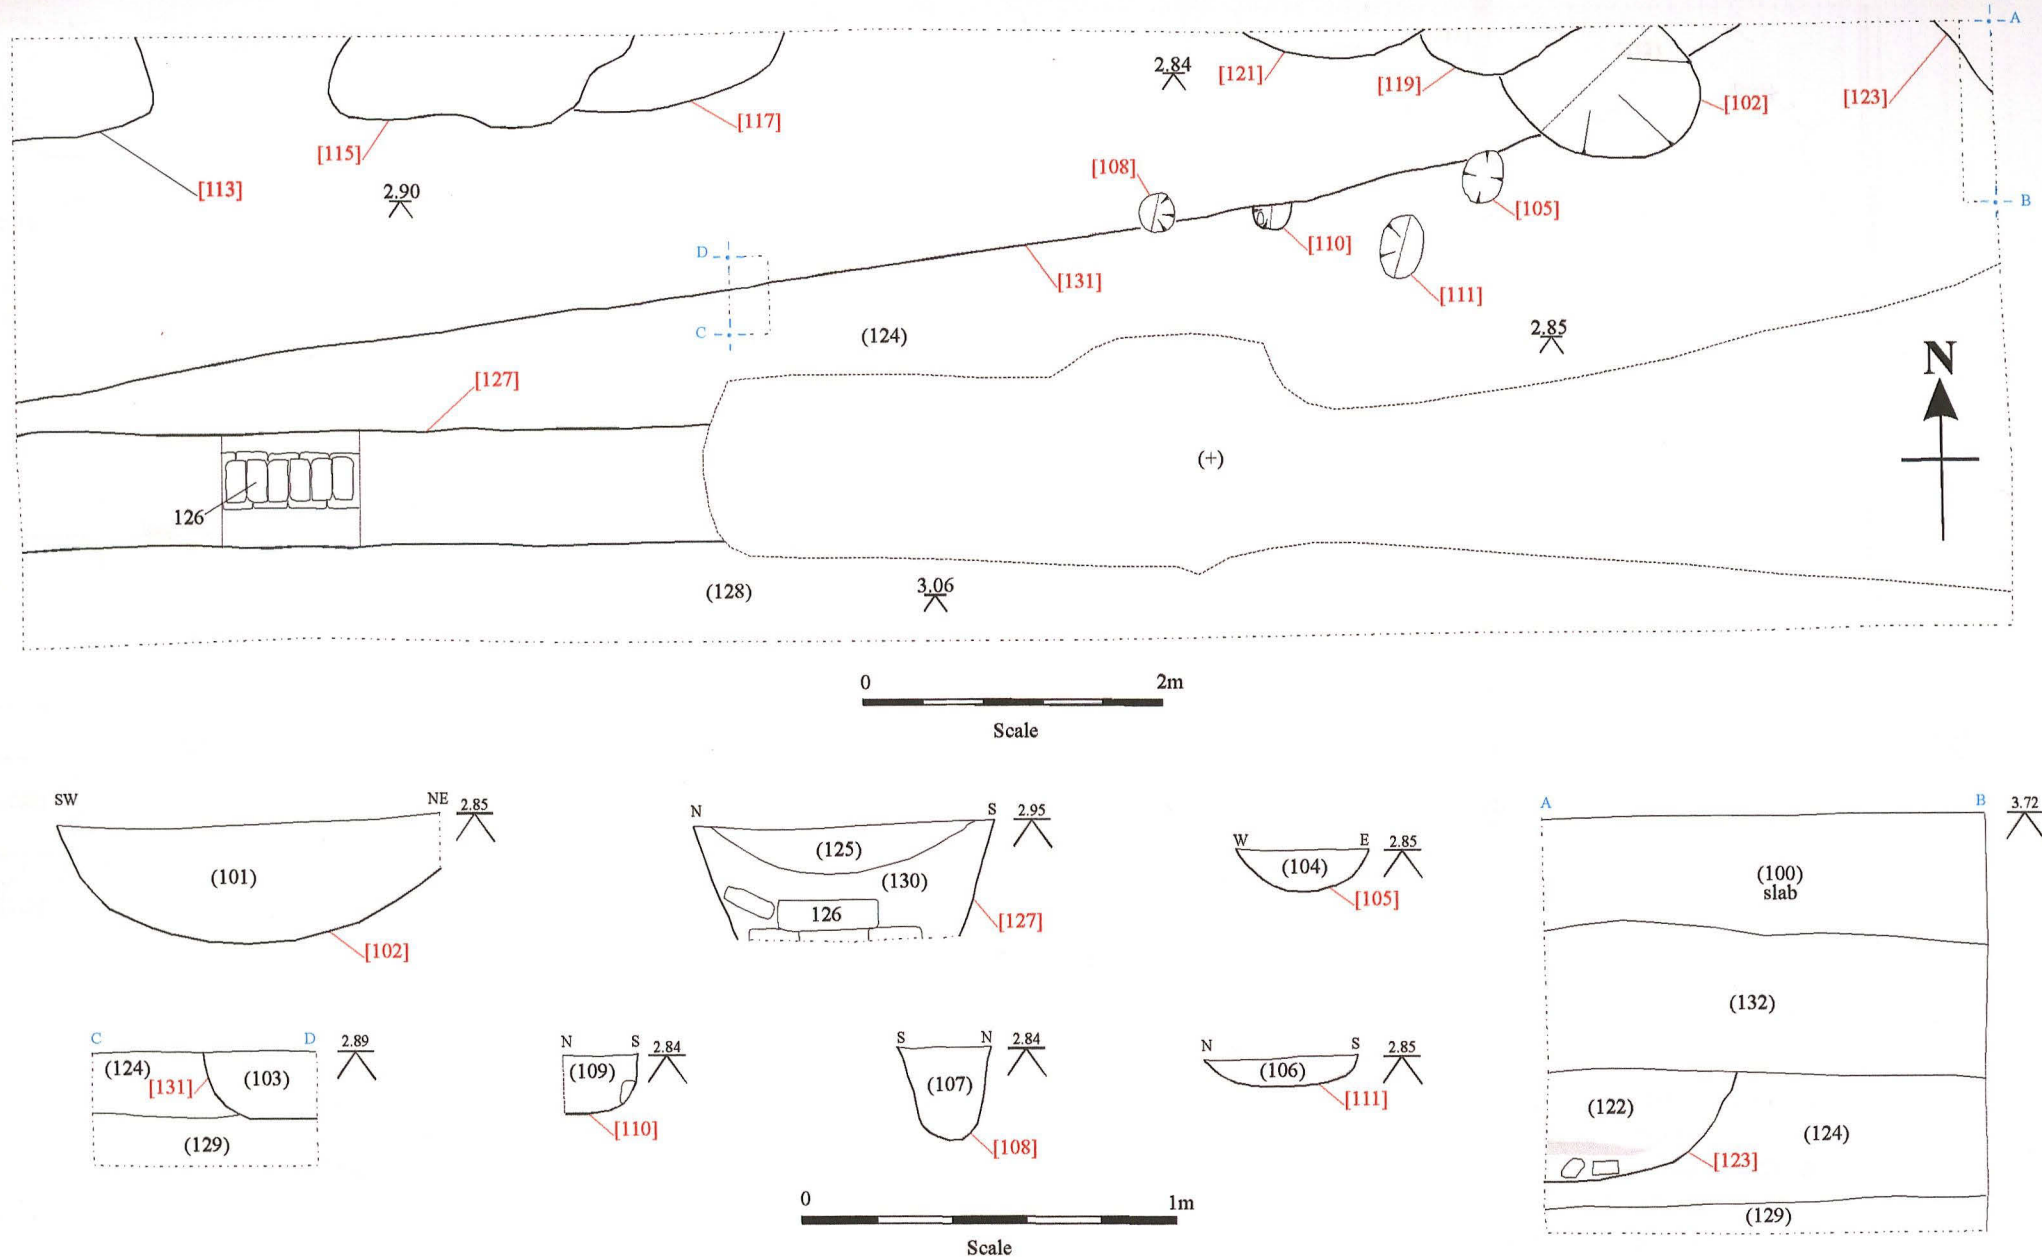 A
2.84
[121]
[119]
[102]
[123]
[117]
[115]
[113]
2.90
[108]
[105]
B
[110]
D
[131]
[111]
C
(124)
2.85
N
[127]
(+)
126
(128)
3.06
0 2m
Scale
SW NE 2.85
(101)
[102]
N S 2.95
(125)
(130)
126
[127]
W E 2.85
(104)
[105]
A B 3.72
(100)
slab
(132)
(122)
(124)
[123]
(129)
C D 2.89
(124)
[131]
(103)
(129)
N S 2.84
(109)
[110]
S N 2.84
(107)
[108]
N S 2.85
(106)
[111]
0 1m
Scale